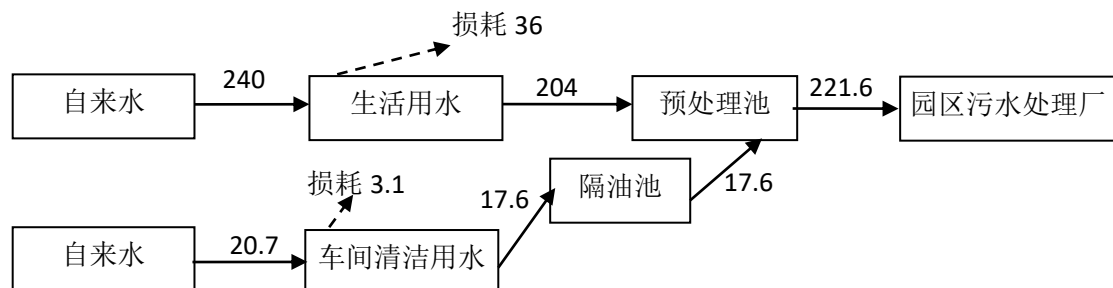 损耗 36
自来水
240
生活用水
204
预处理池
221.6
园区污水处理厂
损耗 3.1
17.6
隔油池
17.6
自来水
20.7
车间清洁用水